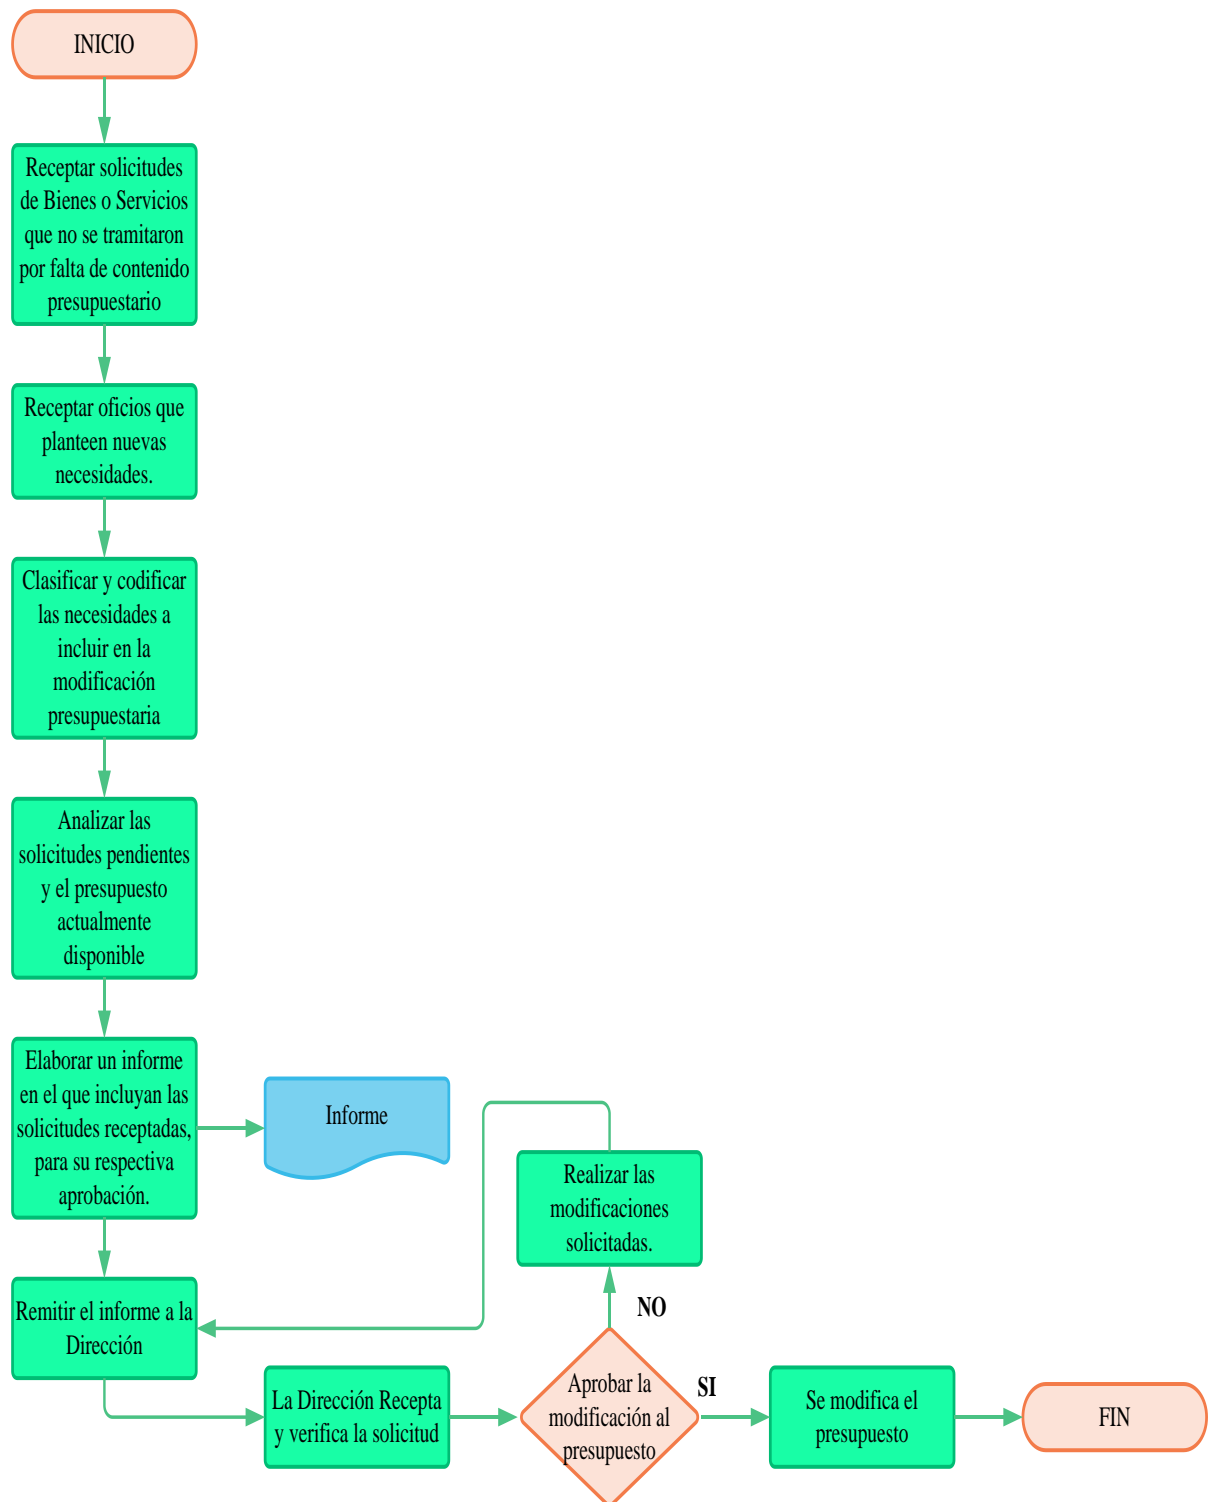 INICIO
Receptar solicitudes
de Bienes o Servicios
que no se tramitaron
por falta de contenido
presupuestario
Receptar oficios que
planteen nuevas
necesidades.
Clasificar y codificar
las necesidades a
incluir en la
modificación
presupuestaria
Analizar las
solicitudes pendientes
y el presupuesto
actualmente
disponible
Elaborar un informe
en el que incluyan las
solicitudes receptadas,
para su respectiva
aprobación.
Informe
Remitir el informe a la
Dirección
La Dirección Recepta
y verifica la solicitud
Aprobar la
modificación al
presupuesto
NO
Realizar las
modificaciones
solicitadas.
SI
Se modifica el
presupuesto
FIN